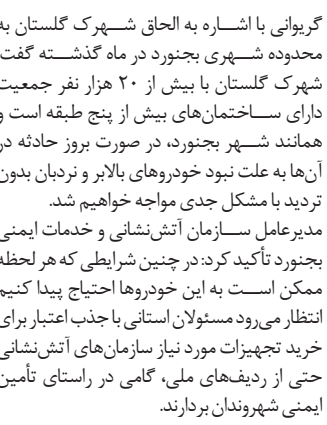 گریوانی با اشاره به الحاق شهرک گلستان به
محدوده شهری بجنورد در ماه گذشته گفت:
شهرک گلستان با بیش از ۲۰ هزار نفر جمعیت
دارای ساختمان‌های بیش از پنج طبقه است و
همانند شهر بجنورد، در صورت بروز حادثه در
آن‌ها به علت نبود خودروهای بالابر و نردبان بدون
تردید با مشکل جدی مواجه خواهیم شد.
مدیرعامل سازمان آتش‌نشانی و خدمات ایمنی
بجنورد تأکید کرد: در چنین شرایطی که هر لحظه
ممکن است به این خودروها احتیاج پیدا کنیم
انتظار می‌رود مسئولان استانی با جذب اعتبار برای
خرید تجهیزات مورد نیاز سازمان‌های آتش‌نشانی
حتی از ردیف‌های ملی، گامی در راستای تأمین
ایمنی شهروندان بردارند.